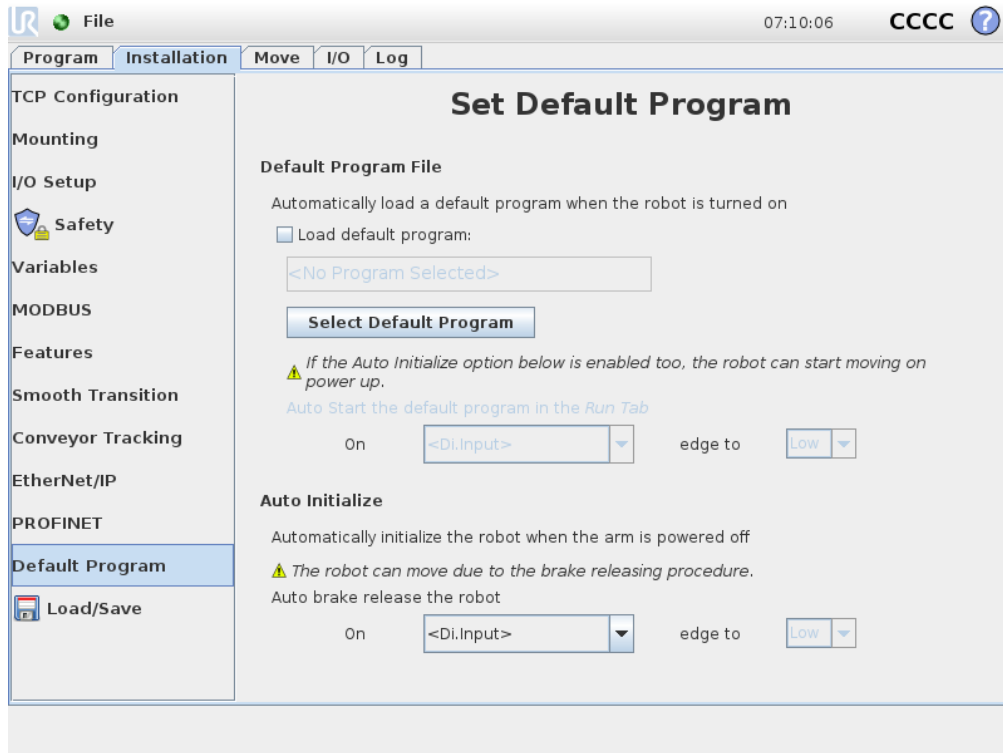 UR File 07:10:06 CCCC ?
Program Installation Move I/O Log
TCP Configuration
Mounting
I/O Setup
Safety
Variables
MODBUS
Features
Smooth Transition
Conveyor Tracking
EtherNet/IP
PROFINET
Default Program
Load/Save
Set Default Program
Default Program File
Automatically load a default program when the robot is turned on
Load default program:
<No Program Selected>
Select Default Program
If the Auto Initialize option below is enabled too, the robot can start moving on
power up.
Auto Start the default program in the Run Tab
On <Di.Input> edge to Low
Auto Initialize
Automatically initialize the robot when the arm is powered off
The robot can move due to the brake releasing procedure.
Auto brake release the robot
On <Di.Input> edge to Low